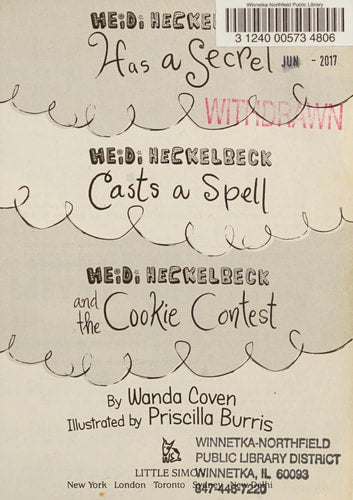 Winnetka-Northfield Public Library
3 1240 00573 4806
HEIDI HECKEL
Has a Secret
JUN - 2017
WITHDRAWN
HEIDI HECKELBECK
Casts a Spell
HEIDI HECKELBECK
and the Cookie Contest
By Wanda Coven
Illustrated by Priscilla Burris
WINNETKA-NORTHFIELD
PUBLIC LIBRARY DISTRICT
LITTLE SIMON
WINNETKA, IL 60093
New York London Toronto Sydney New Delhi
847-446-7220